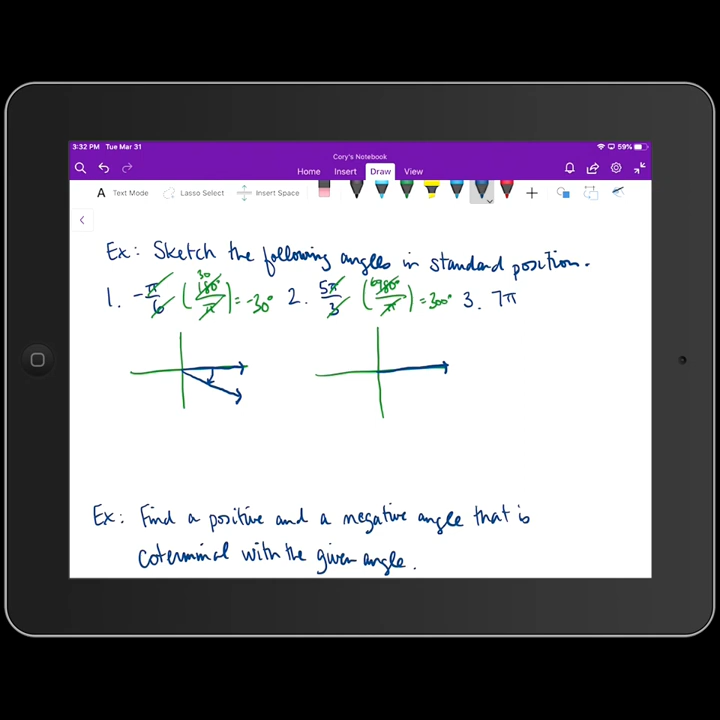 3:32 PM Tue Mar 31
59%
Cory's Notebook
Home Insert Draw View
A Text Mode Lasso Select Insert Space
Ex: Sketch the following angles in standard position.
1. -π/6 (30 180°/π) = -30° 2. 5π/3 (60 180°/π) = 300° 3. 7π
Ex: Find a positive and a negative angle that is
coterminal with the given angle.